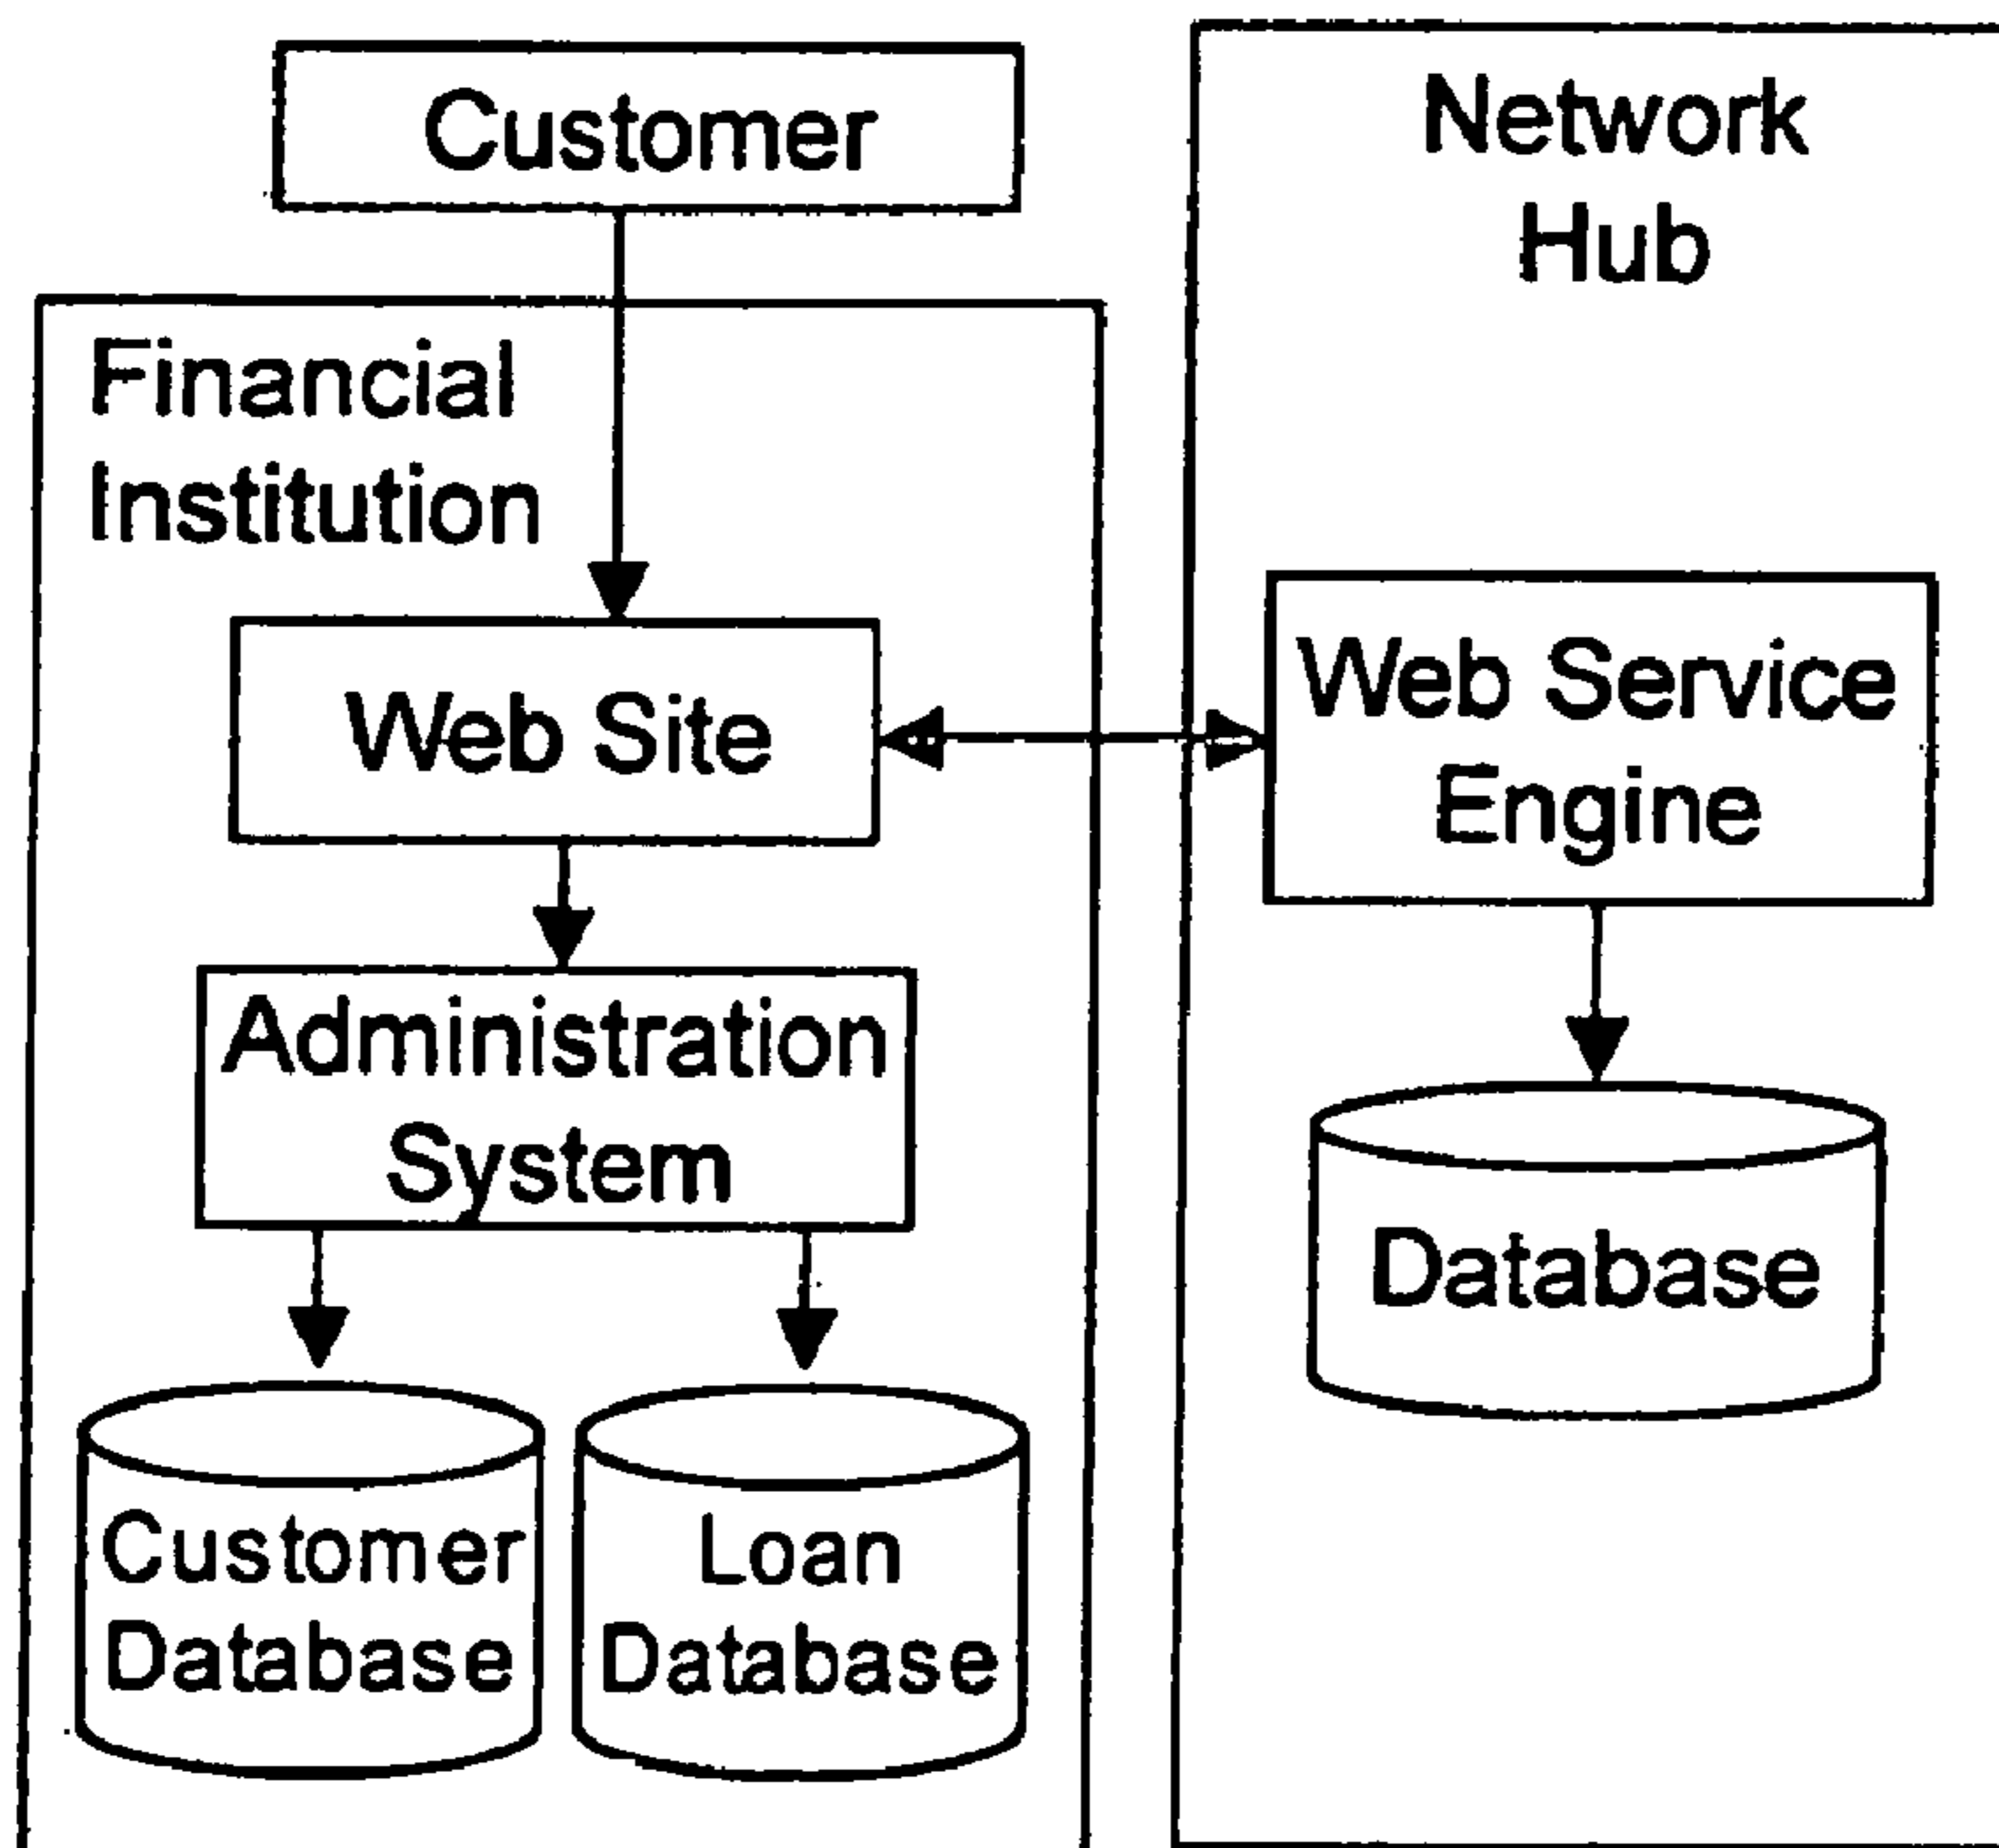 Customer
Financial
Institution
Web Site
Administration
System
Customer
Database
Loan
Database
Network
Hub
Web Service
Engine
Database